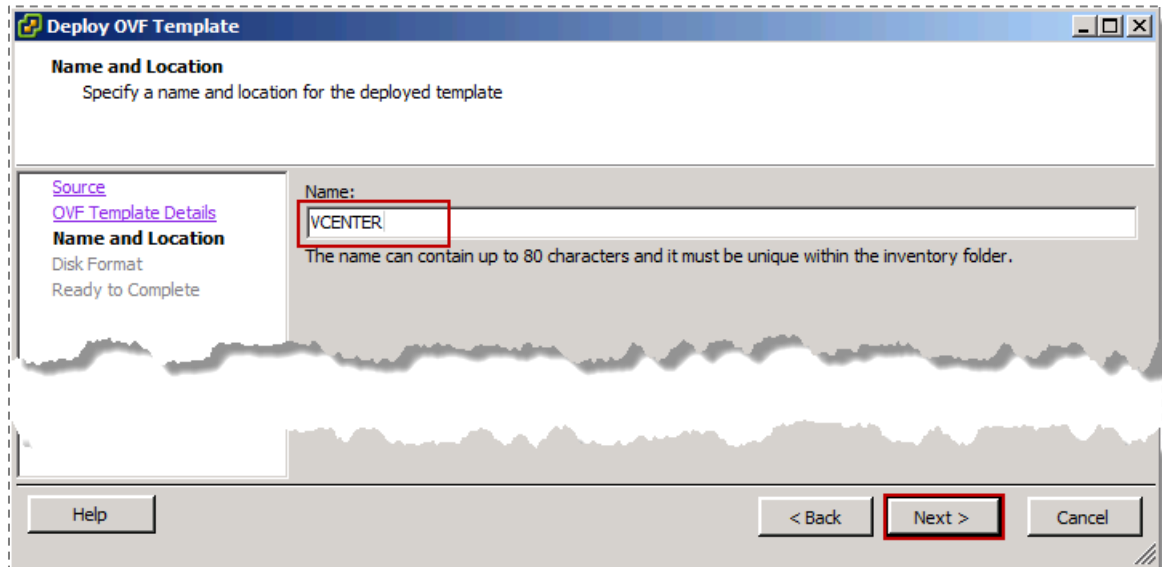 Deploy OVF Template
Name and Location
Specify a name and location for the deployed template
Source
OVF Template Details
Name and Location
Disk Format
Ready to Complete
Name:
VCENTER
The name can contain up to 80 characters and it must be unique within the inventory folder.
Help
< Back
Next >
Cancel